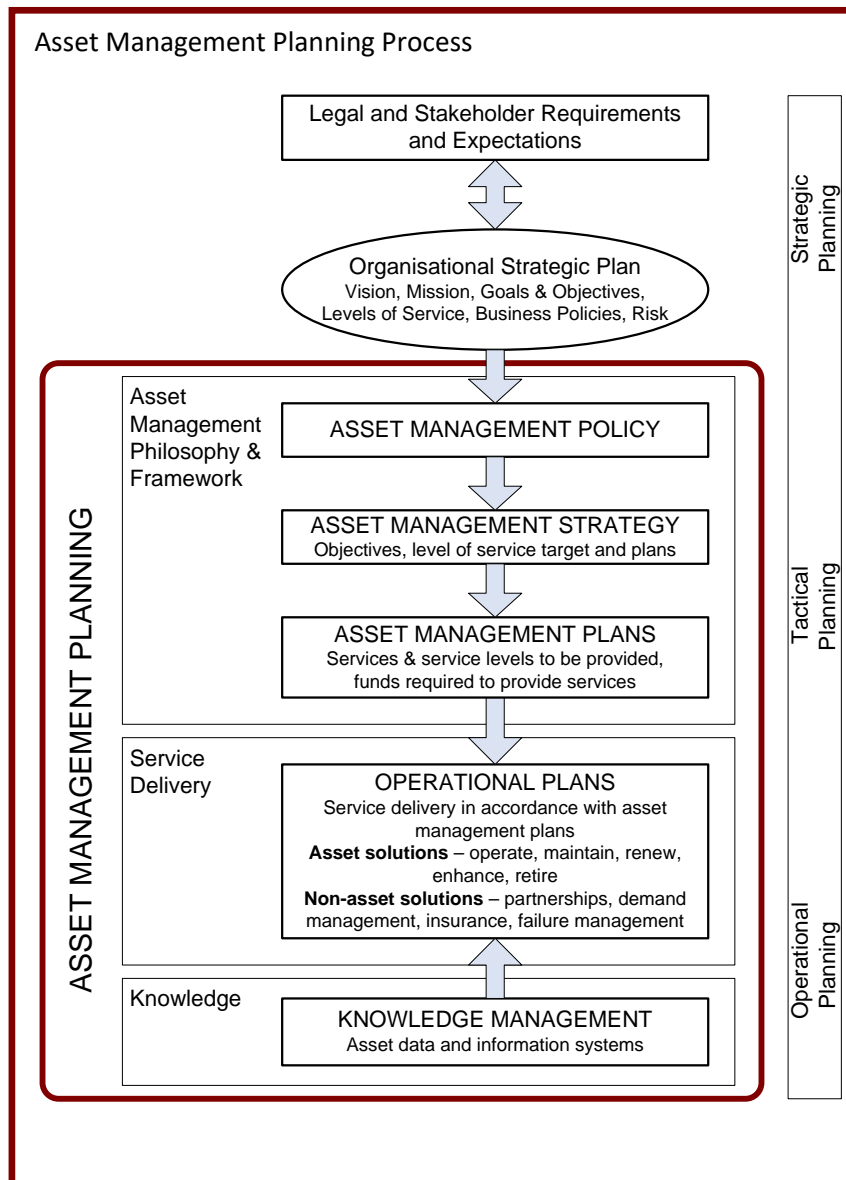 Asset Management Planning Process
Legal and Stakeholder Requirements
and Expectations
Organisational Strategic Plan
Vision, Mission, Goals & Objectives,
Levels of Service, Business Policies, Risk
Strategic
Planning
ASSET MANAGEMENT PLANNING
Asset
Management
Philosophy &
Framework
ASSET MANAGEMENT POLICY
ASSET MANAGEMENT STRATEGY
Objectives, level of service target and plans
ASSET MANAGEMENT PLANS
Services & service levels to be provided,
funds required to provide services
Tactical
Planning
Service
Delivery
OPERATIONAL PLANS
Service delivery in accordance with asset
management plans
Asset solutions – operate, maintain, renew,
enhance, retire
Non-asset solutions – partnerships, demand
management, insurance, failure management
Operational
Planning
Knowledge
KNOWLEDGE MANAGEMENT
Asset data and information systems